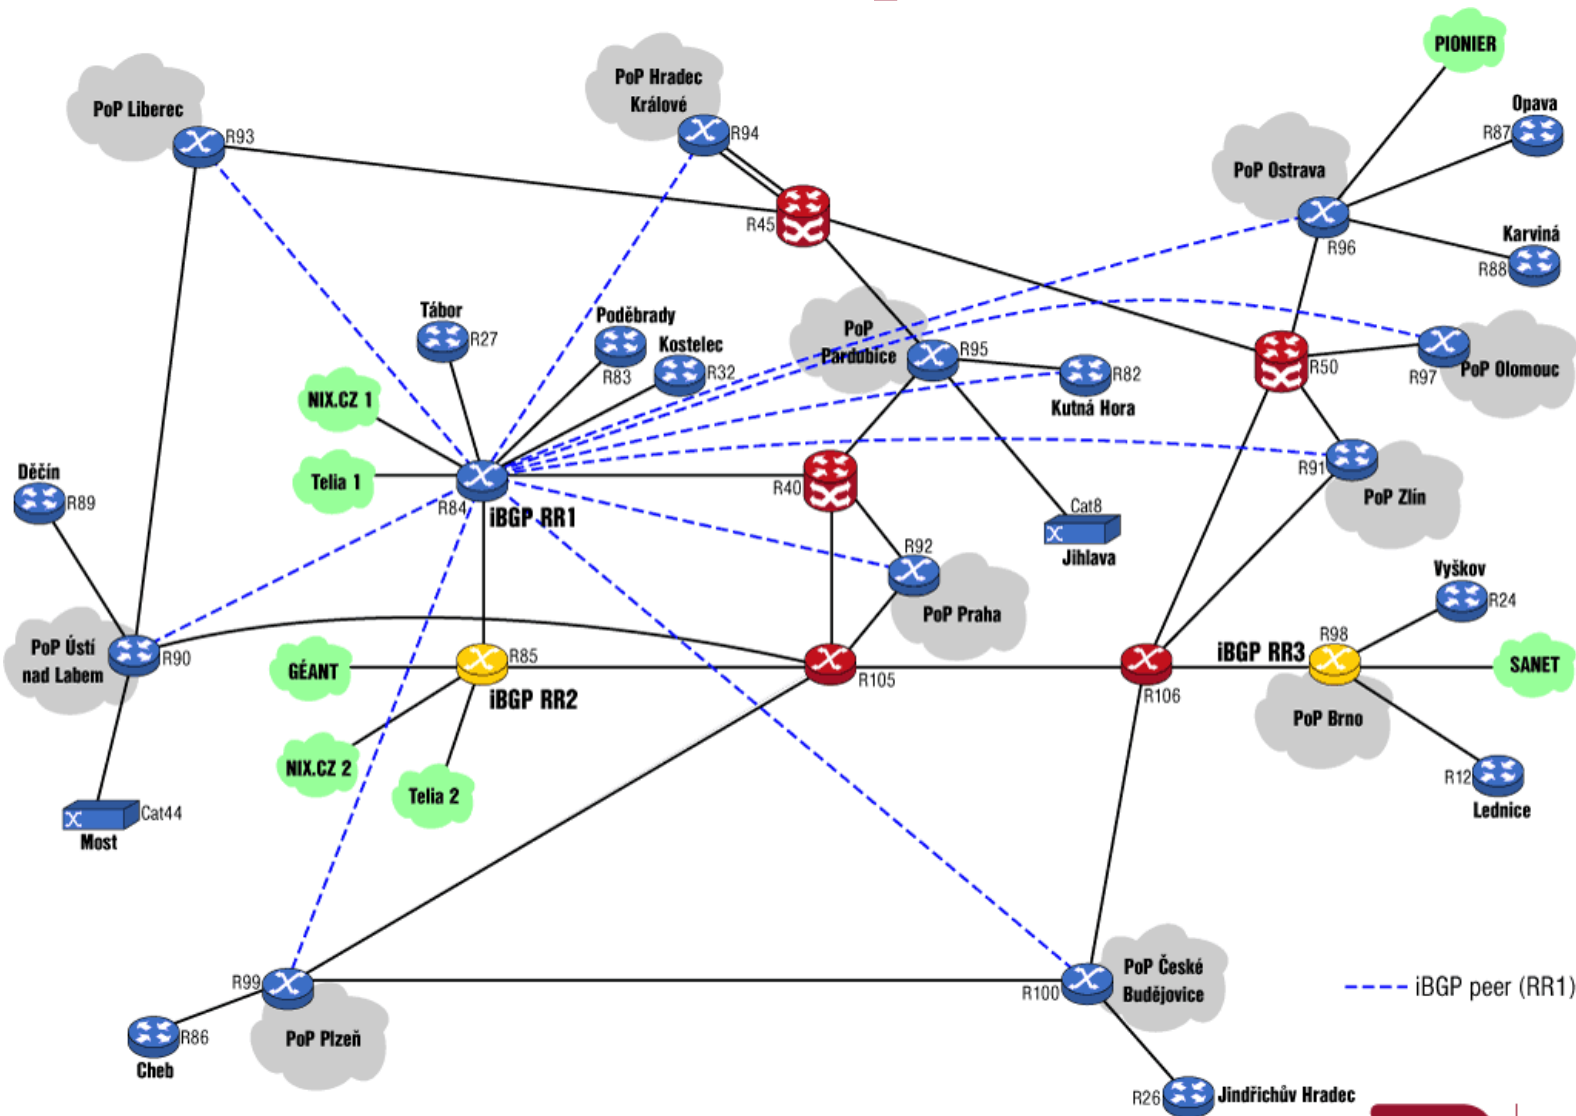 PIONIER
PoP Hradec
Králové
R94
PoP Liberec
R93
Opava
R87
PoP Ostrava
R96
Karviná
R88
R45
Tábor
R27
Poděbrady
R83
Kostelec
R32
PoP
Pardubice
R95
R82
Kutná Hora
R50
R97
PoP Olomouc
NIX.CZ 1
Telia 1
R84
iBGP RR1
R40
R91
PoP Zlín
Děčín
R89
Cat8
Jihlava
R92
PoP Praha
Vyškov
R24
PoP Ústí
nad Labem
R90
GÉANT
R85
iBGP RR2
R105
R106
iBGP RR3
R98
PoP Brno
SANET
NIX.CZ 2
Telia 2
R12
Lednice
Cat44
Most
R99
PoP Plzeň
R86
Cheb
R100
PoP České
Budějovice
iBGP peer (RR1)
R26
Jindřichův Hradec